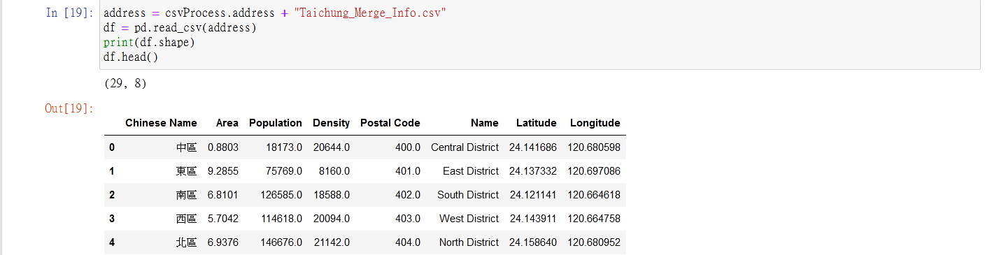 In [19]: address = csvProcess.address + "Taichung_Merge_Info.csv"
df = pd.read_csv(address)
print(df.shape)
df.head()
(29, 8)
Out[19]:
Chinese Name Area Population Density Postal Code Name Latitude Longitude
0 中區 0.8803 18173.0 20644.0 400.0 Central District 24.141686 120.680598
1 東區 9.2855 75769.0 8160.0 401.0 East District 24.137332 120.697086
2 南區 6.8101 126585.0 18588.0 402.0 South District 24.121141 120.664618
3 西區 5.7042 114618.0 20094.0 403.0 West District 24.143911 120.664758
4 北區 6.9376 146676.0 21142.0 404.0 North District 24.158640 120.680952